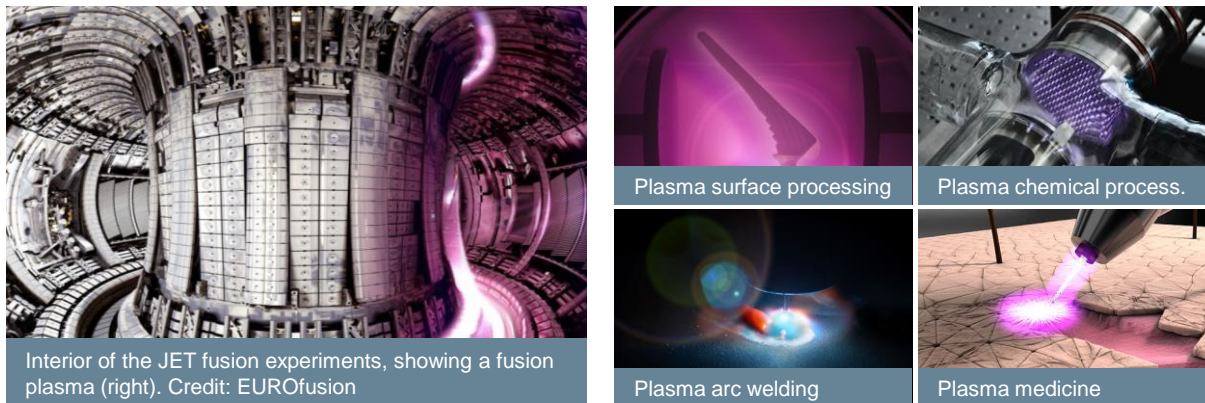 Interior of the JET fusion experiments, showing a fusion
plasma (right). Credit: EUROfusion
Plasma surface processing
Plasma chemical process.
Plasma arc welding
Plasma medicine